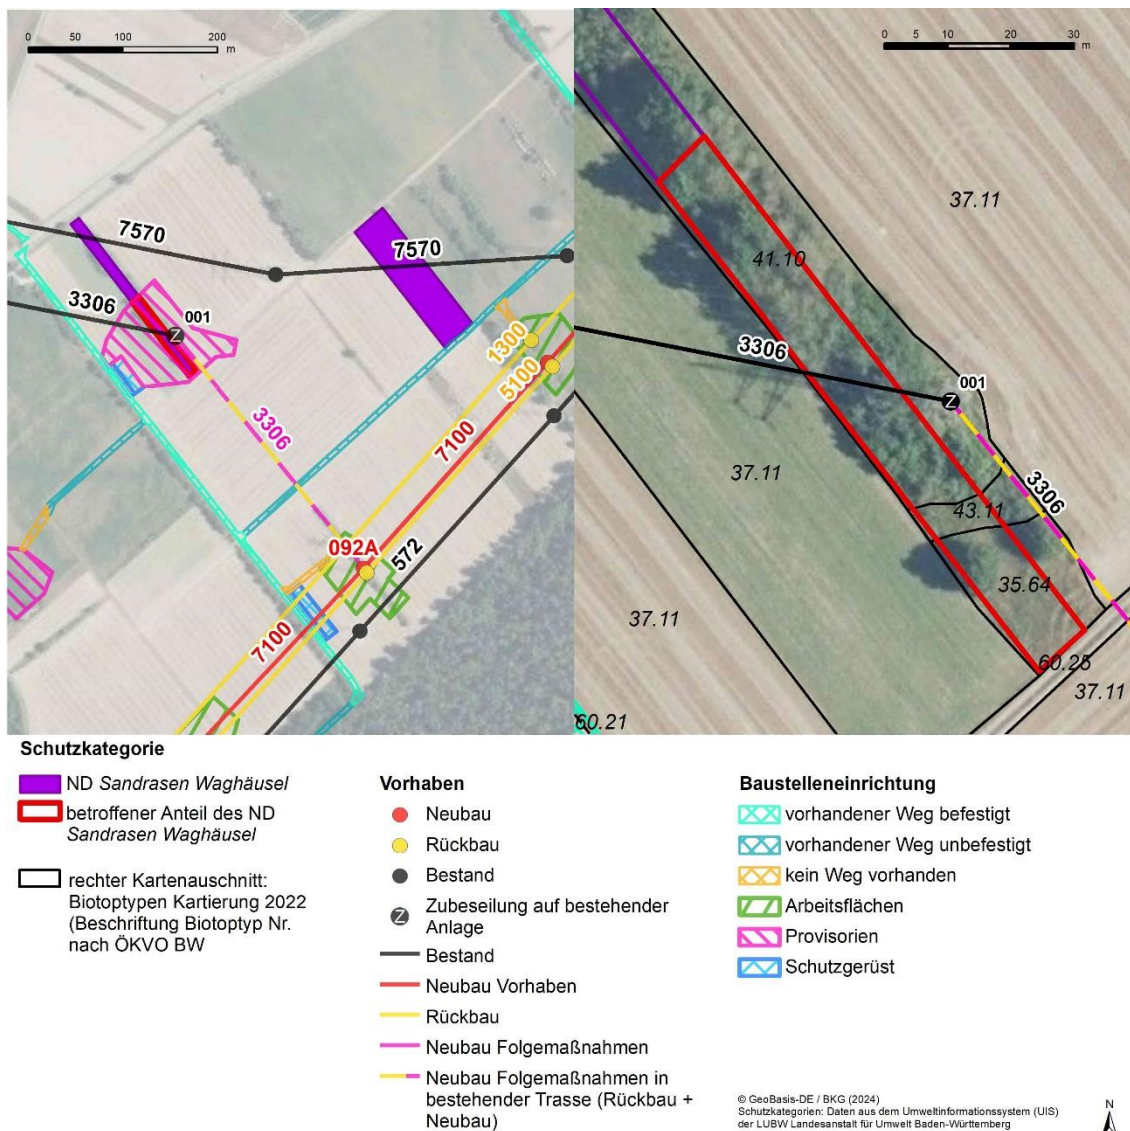 0 50 100 200
m
7570
7570
3306
001
Z
1300
5100
3306
7100
092A
572
7100
0 5 10 20 30
m
37.11
41.10
3306
001
Z
37.11
43.11
3306
35.64
37.11
60.25
37.11
60.21
Schutzkategorie
ND Sandrasen Waghäusel
betroffener Anteil des ND
Sandrasen Waghäusel
rechter Kartenauschnitt:
Biotoptypen Kartierung 2022
(Beschriftung Biotoptyp Nr.
nach ÖKVO BW
Vorhaben
Neubau
Rückbau
Bestand
Z Zubeseilung auf bestehender
Anlage
Bestand
Neubau Vorhaben
Rückbau
Neubau Folgemaßnahmen
Neubau Folgemaßnahmen in
bestehender Trasse (Rückbau +
Neubau)
Baustelleneinrichtung
vorhandener Weg befestigt
vorhandener Weg unbefestigt
kein Weg vorhanden
Arbeitsflächen
Provisorien
Schutzgerüst
© GeoBasis-DE / BKG (2024)
Schutzkategorien: Daten aus dem Umweltinformationssystem (UIS)
der LUBW Landesanstalt für Umwelt Baden-Württemberg
N